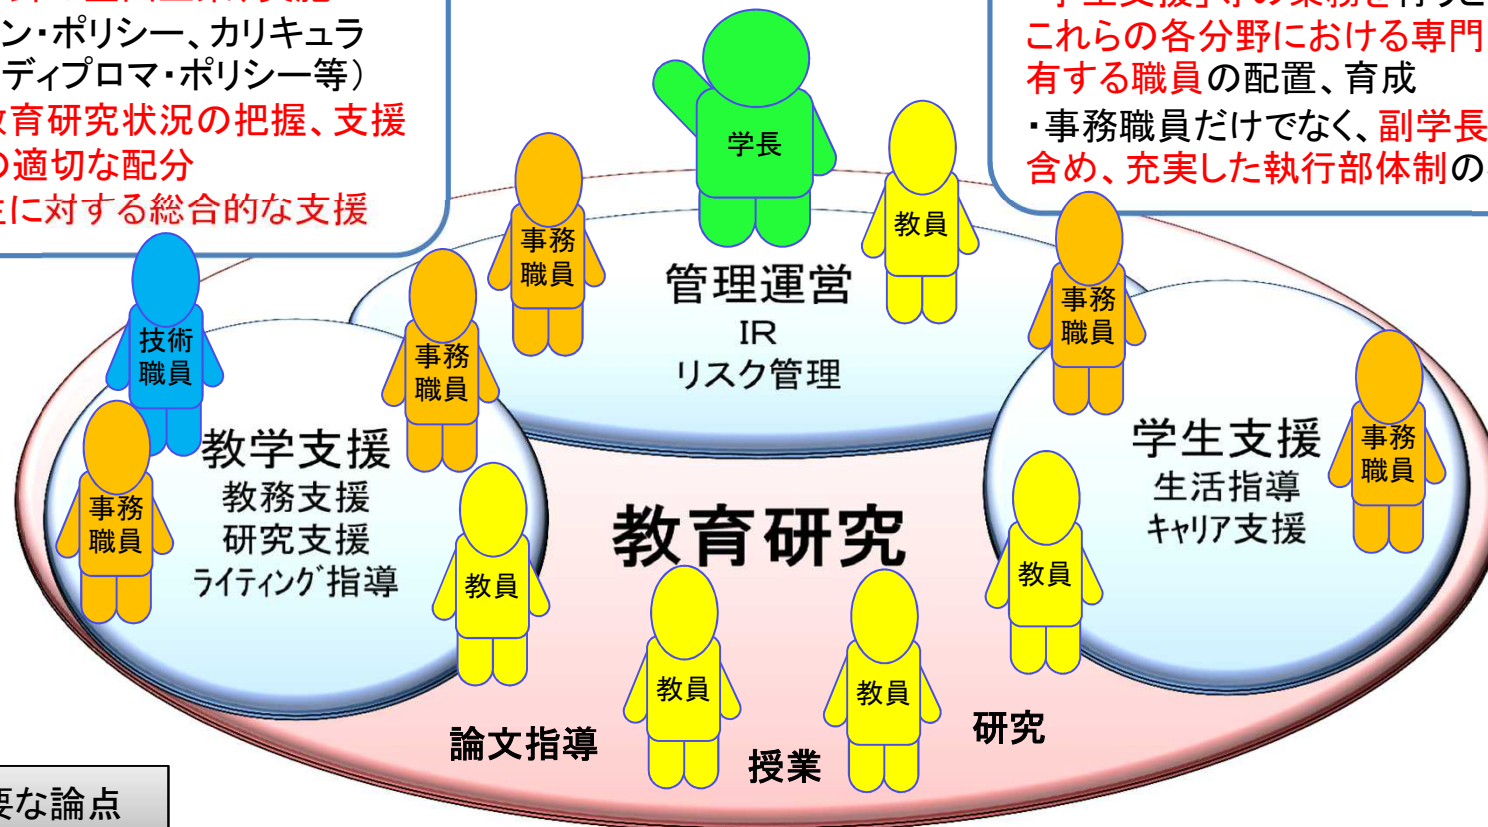 ン・ポリシー、カリキュラ
ディプロマ・ポリシー等）
教育研究状況の把握、支援
の適切な配分
生に対する総合的な支援
これらの各分野における専門
有する職員の配置、育成
・事務職員だけでなく、副学長
含め、充実した執行部体制の
学長
教員
事務
職員
管理運営
IR
リスク管理
事務
職員
技術
職員
事務
職員
教学支援
教務支援
研究支援
ライティング指導
事務
職員
教員
教育研究
学生支援
生活指導
キャリア支援
事務
職員
教員
教員
教員
論文指導
授業
研究
要な論点